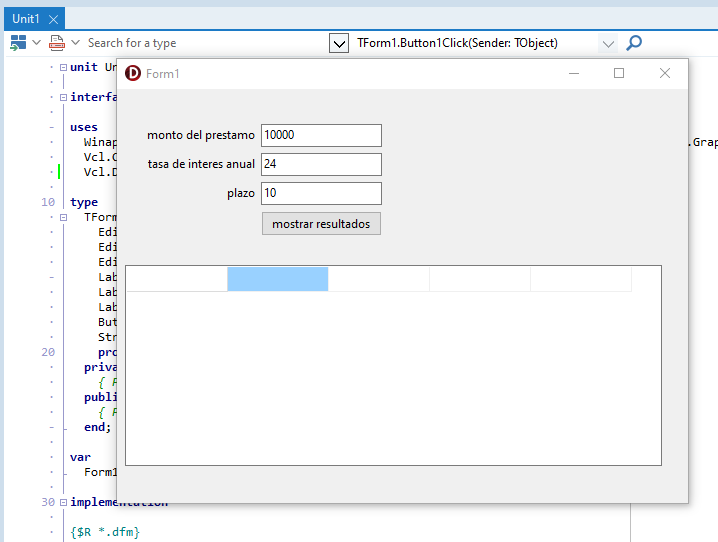 Unit1
Search for a type
TForm1.Button1Click(Sender: TObject)
unit Un
interfa
uses
Winap
.Grap
Vcl.G
Vcl.D
10 type
TForm
Edi
Edi
Edi
Lab
Lab
Lab
But
Str
20 pro
priva
{ P
publi
{ P
end;
var
Form1
30 implementation
{$R *.dfm}
Form1
monto del prestamo 10000
tasa de interes anual 24
plazo 10
mostrar resultados